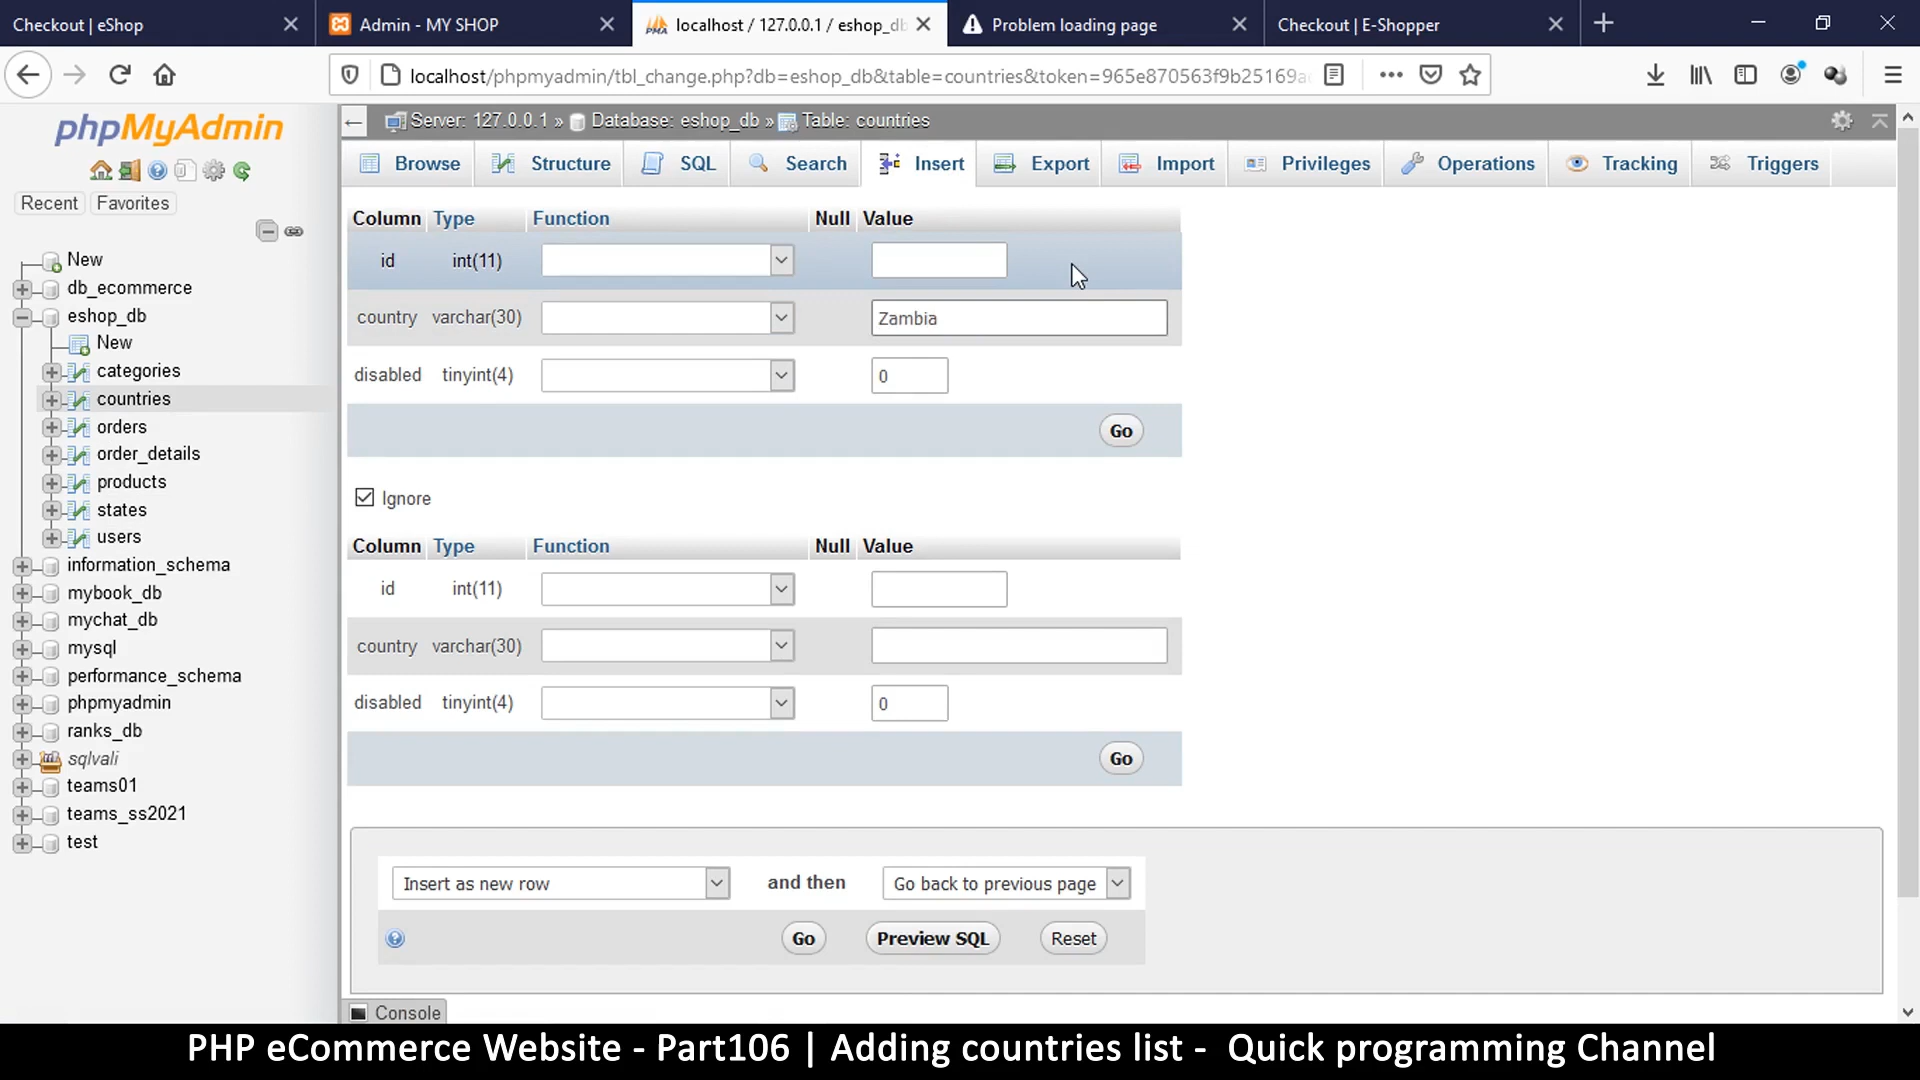 Checkout | eShop
Admin - MY SHOP
localhost / 127.0.0.1 / eshop_db
Problem loading page
Checkout | E-Shopper
localhost/phpmyadmin/tbl_change.php?db=eshop_db&table=countries&token=965e870563f9b25169a
phpMyAdmin
Recent
Favorites
New
db_ecommerce
eshop_db
New
categories
countries
orders
order_details
products
states
users
information_schema
mybook_db
mychat_db
mysql
performance_schema
phpmyadmin
ranks_db
sqlvali
teams01
teams_ss2021
test
Server: 127.0.0.1 » Database: eshop_db » Table: countries
Browse Structure SQL Search Insert Export Import Privileges Operations Tracking Triggers
Column Type Function Null Value
id int(11)
country varchar(30) Zambia
disabled tinyint(4) 0
Go
Ignore
Column Type Function Null Value
id int(11)
country varchar(30)
disabled tinyint(4) 0
Go
Insert as new row and then Go back to previous page
Go Preview SQL Reset
Console
PHP eCommerce Website - Part106 | Adding countries list - Quick programming Channel